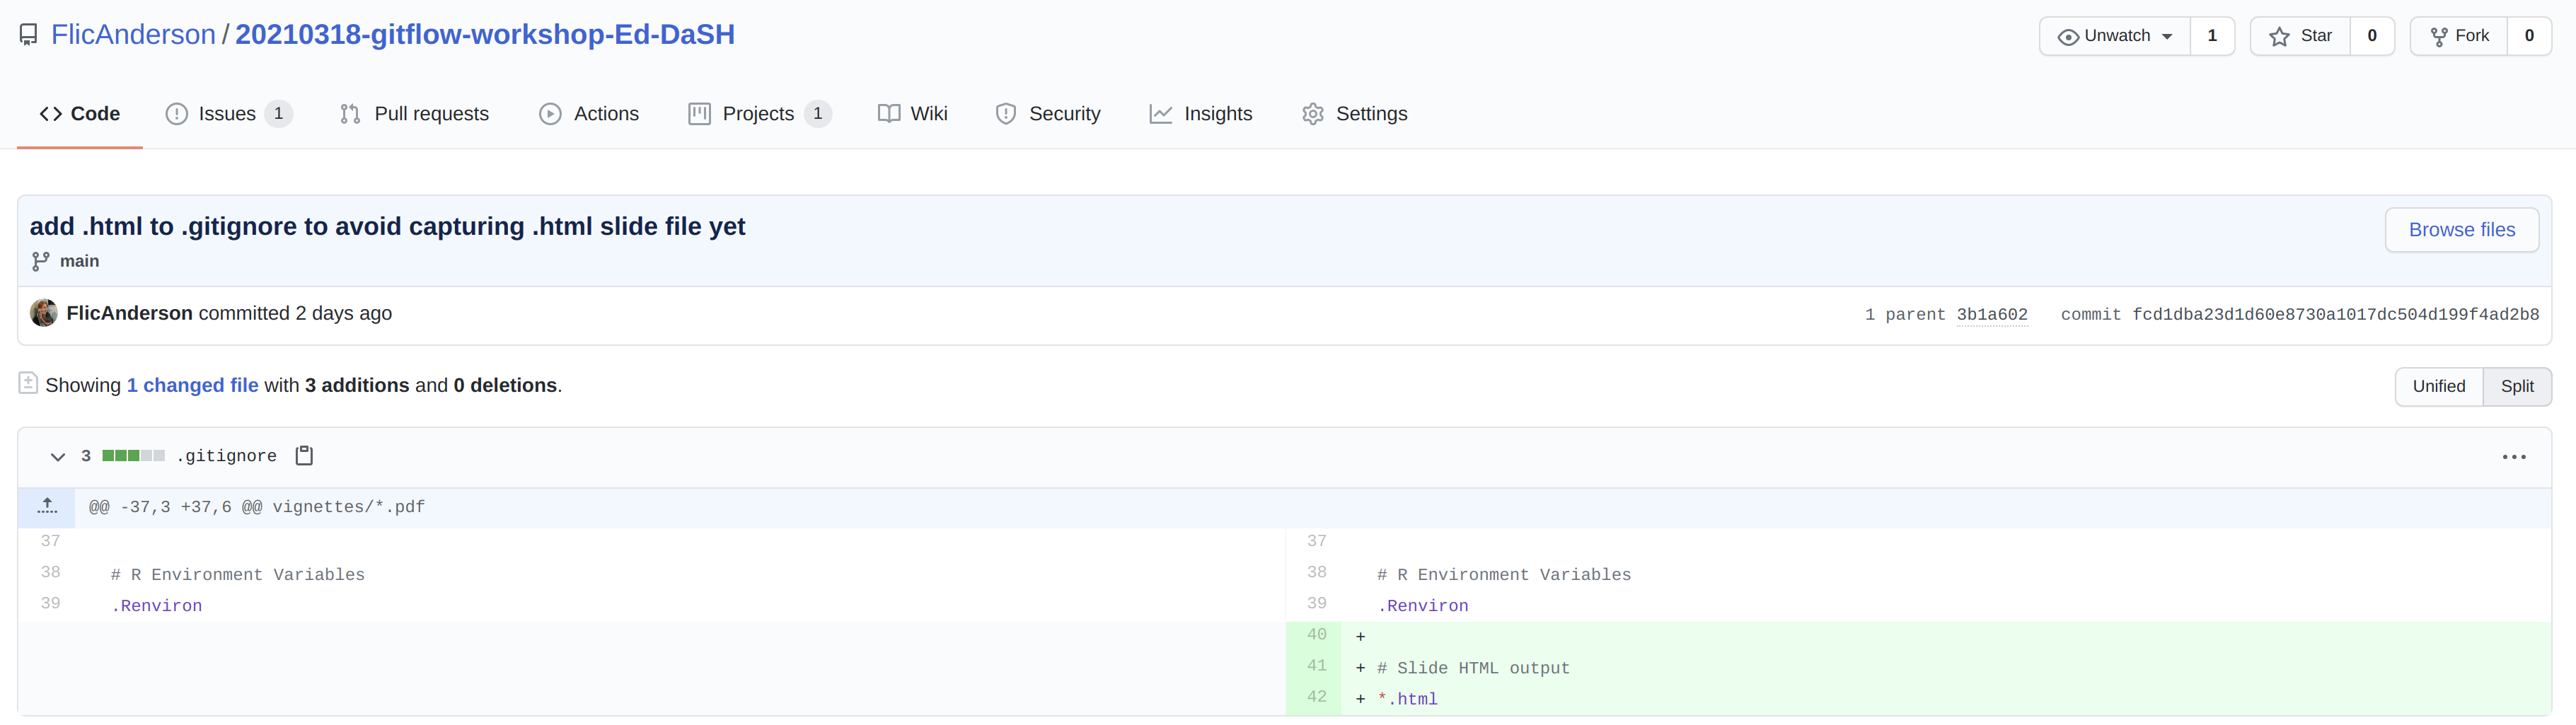 FlicAnderson / 20210318-gitflow-workshop-Ed-DaSH
Unwatch 1 Star 0 Fork 0
Code Issues 1 Pull requests Actions Projects 1 Wiki Security Insights Settings
add .html to .gitignore to avoid capturing .html slide file yet
Browse files
main
FlicAnderson committed 2 days ago
1 parent 3b1a602 commit fcd1dba23d1d60e8730a1017dc504d199f4ad2b8
Showing 1 changed file with 3 additions and 0 deletions.
Unified Split
3 .gitignore
@@ -37,3 +37,6 @@ vignettes/*.pdf
37 37
38 # R Environment Variables 38 # R Environment Variables
39 .Renviron 39 .Renviron
40 +
41 + # Slide HTML output
42 + *.html